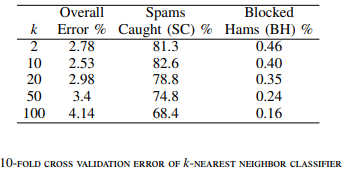 Overall Spams Blocked
k Error % Caught (SC) % Hams (BH) %
2 2.78 81.3 0.46
10 2.53 82.6 0.40
20 2.98 78.8 0.35
50 3.4 74.8 0.24
100 4.14 68.4 0.16
10-FOLD CROSS VALIDATION ERROR OF k-NEAREST NEIGHBOR CLASSIFIER